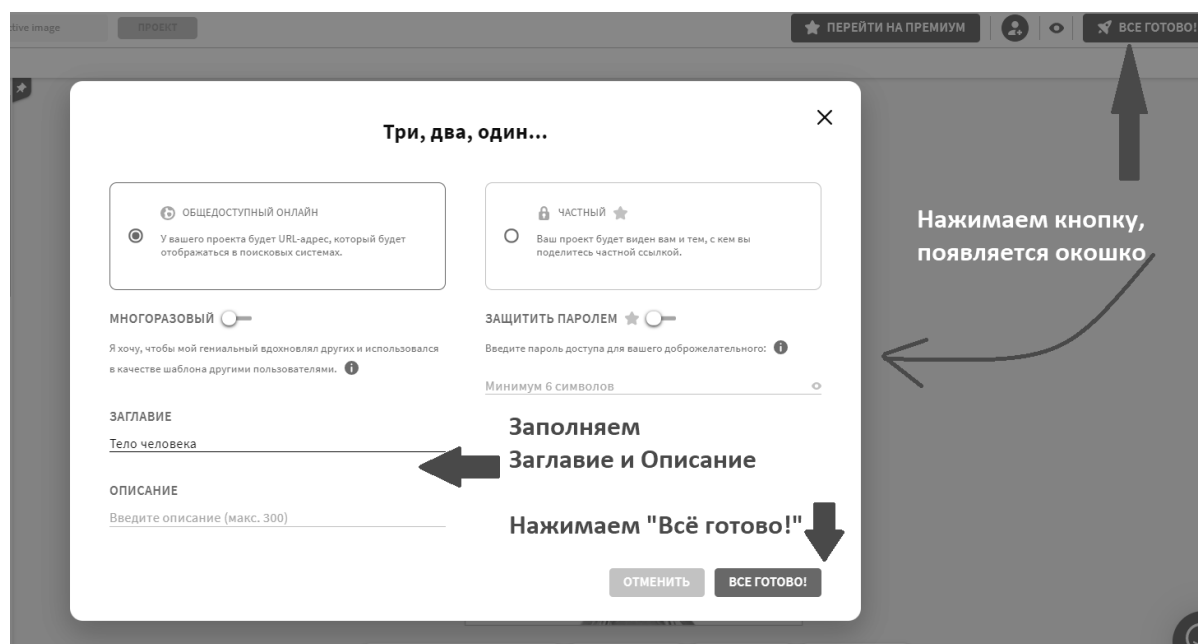 ctive image
ПРОЕКТ
ПЕРЕЙТИ НА ПРЕМИУМ
ВСЕ ГОТОВО!
Три, два, один...
ОБЩЕДОСТУПНЫЙ ОНЛАЙН
У вашего проекта будет URL-адрес, который будет
отображаться в поисковых системах.
ЧАСТНЫЙ
Ваш проект будет виден вам и тем, с кем вы
поделитесь частной ссылкой.
Нажимаем кнопку,
появляется окошко
МНОГОРАЗОВЫЙ
Я хочу, чтобы мой гениальный вдохновлял других и использовался
в качестве шаблона другими пользователями.
ЗАЩИТИТЬ ПАРОЛЕМ
Введите пароль доступа для вашего доброжелательного:
Минимум 6 символов
ЗАГЛАВИЕ
Тело человека
Заполняем
Заглавие и Описание
ОПИСАНИЕ
Введите описание (макс. 300)
Нажимаем "Всё готово!"
ОТМЕНИТЬ
ВСЕ ГОТОВО!